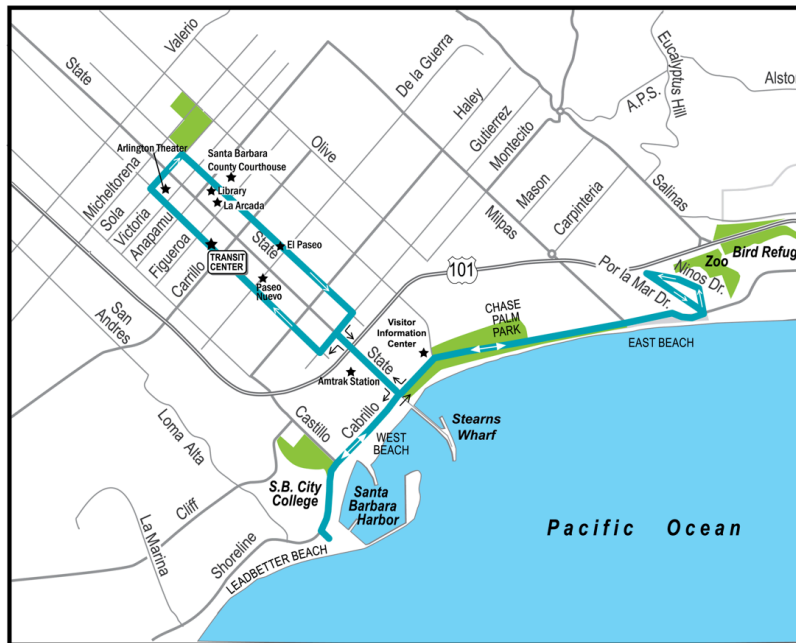 Valerio
State
De la Guerra
Eucalyptus Hill
Alston
A.P.S.
Haley
Gutierrez
Montecito
Arlington Theater
Santa Barbara
County Courthouse
Olive
Library
La Arcada
Micheltorena
Sola
Victoria
Anapamu
Figueroa
Carrillo
State
El Paseo
TRANSIT
CENTER
Paseo
Nuevo
Mason
Carpinteria
Salinas
Milpas
101
Bird Refug
Zoo
Ninos Dr.
Por la Mar Dr.
San
Andres
Visitor
Information
Center
CHASE
PALM
PARK
EAST BEACH
State
Amtrak Station
Castillo
Cabrillo
Stearns
Wharf
WEST
BEACH
Loma Alta
S.B. City
College
Santa
Barbara
Harbor
Cliff
La Marina
Shoreline
LEADBETTER BEACH
Pacific Ocean